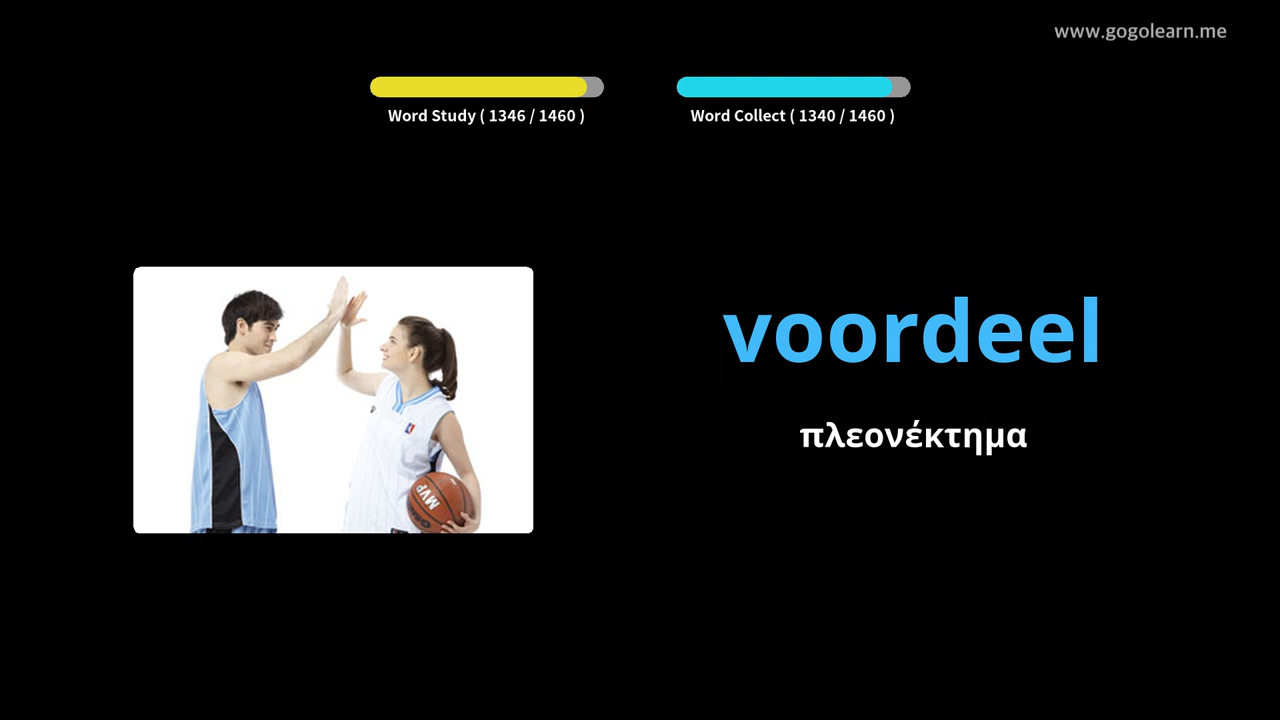 www.gogolearn.me
Word Study ( 1346 / 1460 )
Word Collect ( 1340 / 1460 )
voordeel
πλεονέκτημα
MVP